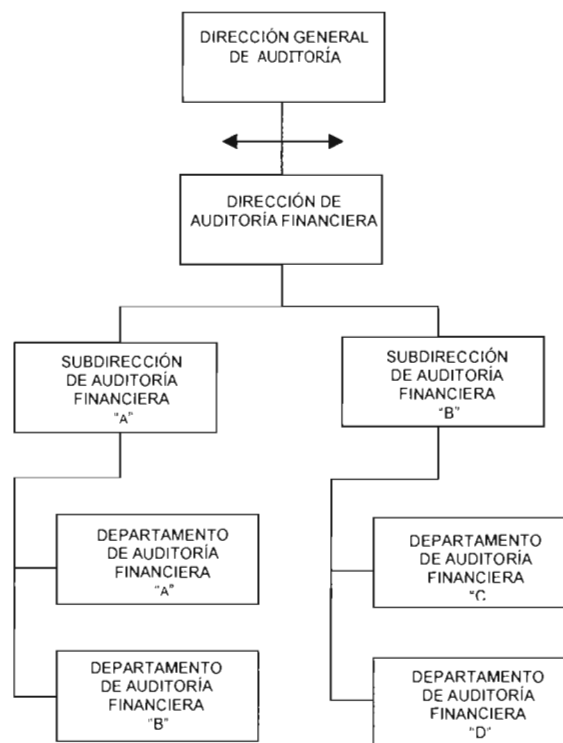 DIRECCIÓN GENERAL
DE AUDITORÍA
DIRECCIÓN DE
AUDITORÍA FINANCIERA
SUBDIRECCIÓN
DE AUDITORÍA
FINANCIERA
"A"
SUBDIRECCIÓN
DE AUDITORÍA
FINANCIERA
"B"
DEPARTAMENTO
DE AUDITORÍA
FINANCIERA
"A"
DEPARTAMENTO
DE AUDITORÍA
FINANCIERA
"B"
DEPARTAMENTO
DE AUDITORÍA
FINANCIERA
"C
DEPARTAMENTO
DE AUDITORÍA
FINANCIERA
"D"